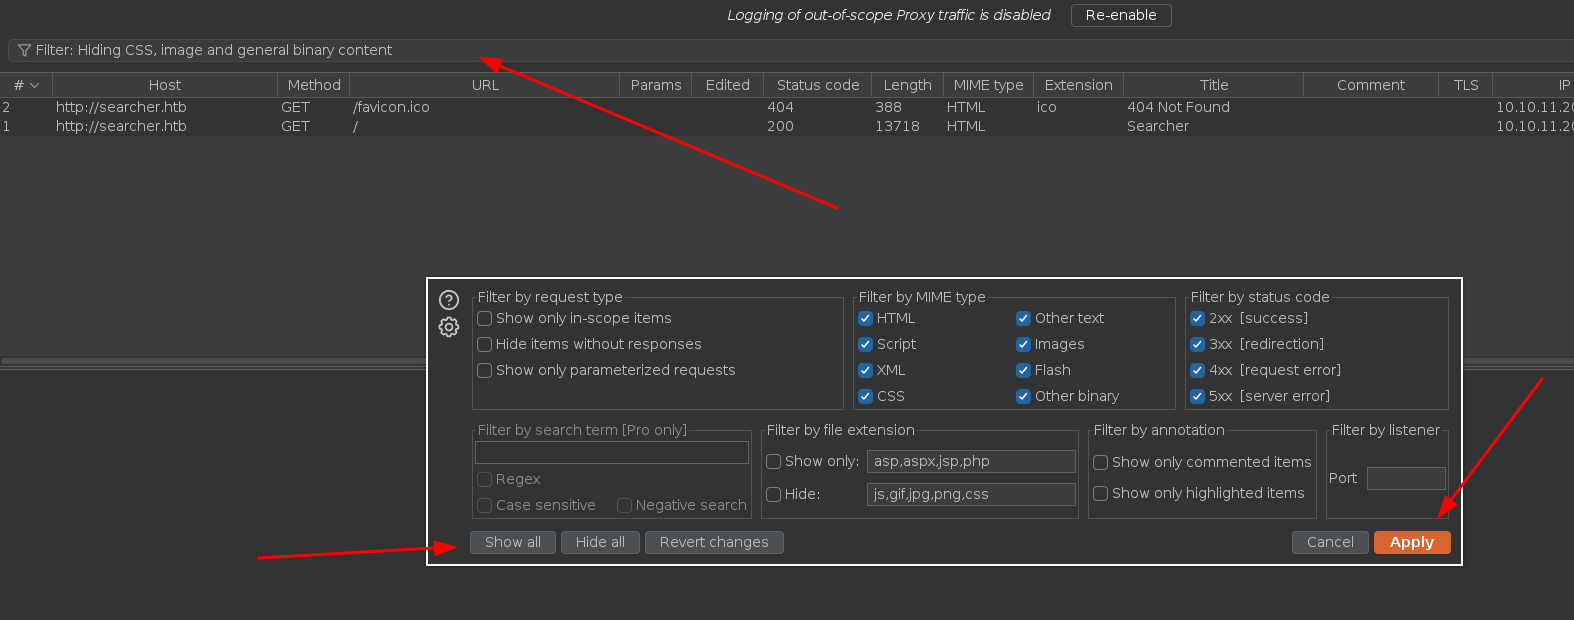 Logging of out-of-scope Proxy traffic is disabled Re-enable
Filter: Hiding CSS, image and general binary content
# Host Method URL Params Edited Status code Length MIME type Extension Title Comment TLS IP
2 http://searcher.htb GET /favicon.ico 404 388 HTML ico 404 Not Found 10.10.11.20
1 http://searcher.htb GET / 200 13718 HTML Searcher 10.10.11.20
Filter by request type
Show only in-scope items
Hide items without responses
Show only parameterized requests
Filter by MIME type
HTML Other text
Script Images
XML Flash
CSS Other binary
Filter by status code
2xx [success]
3xx [redirection]
4xx [request error]
5xx [server error]
Filter by search term [Pro only]
Regex
Case sensitive Negative search
Filter by file extension
Show only: asp,aspx,jsp,php
Hide: js,gif,jpg,png,css
Filter by annotation
Show only commented items
Show only highlighted items
Filter by listener
Port
Show all Hide all Revert changes Cancel Apply